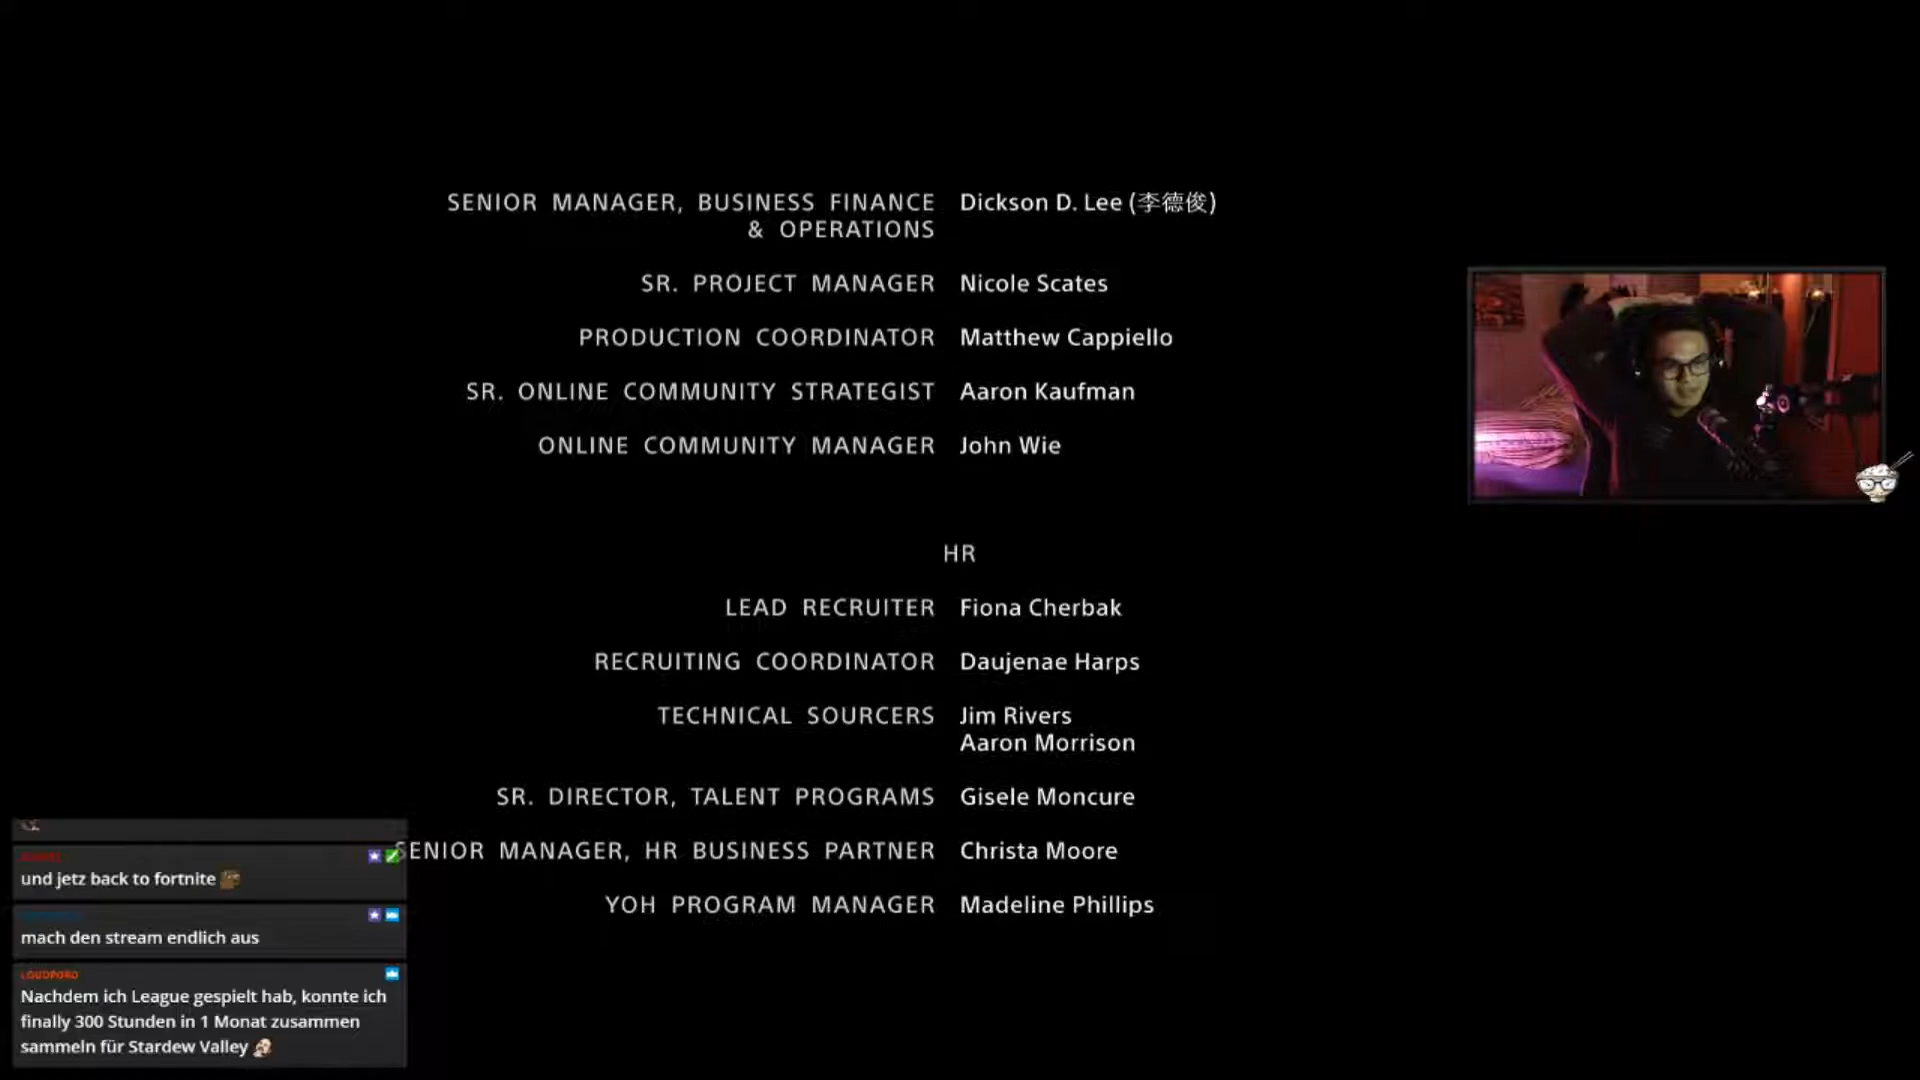 SENIOR MANAGER, BUSINESS FINANCE Dickson D. Lee (李德俊)
& OPERATIONS
SR. PROJECT MANAGER Nicole Scates
PRODUCTION COORDINATOR Matthew Cappiello
SR. ONLINE COMMUNITY STRATEGIST Aaron Kaufman
ONLINE COMMUNITY MANAGER John Wie
HR
LEAD RECRUITER Fiona Cherbak
RECRUITING COORDINATOR Daujenae Harps
TECHNICAL SOURCERS Jim Rivers
Aaron Morrison
SR. DIRECTOR, TALENT PROGRAMS Gisele Moncure
SENIOR MANAGER, HR BUSINESS PARTNER Christa Moore
YOH PROGRAM MANAGER Madeline Phillips
und jetz back to fortnite
mach den stream endlich aus
LOUDPORO
Nachdem ich League gespielt hab, konnte ich
finally 300 Stunden in 1 Monat zusammen
sammeln für Stardew Valley